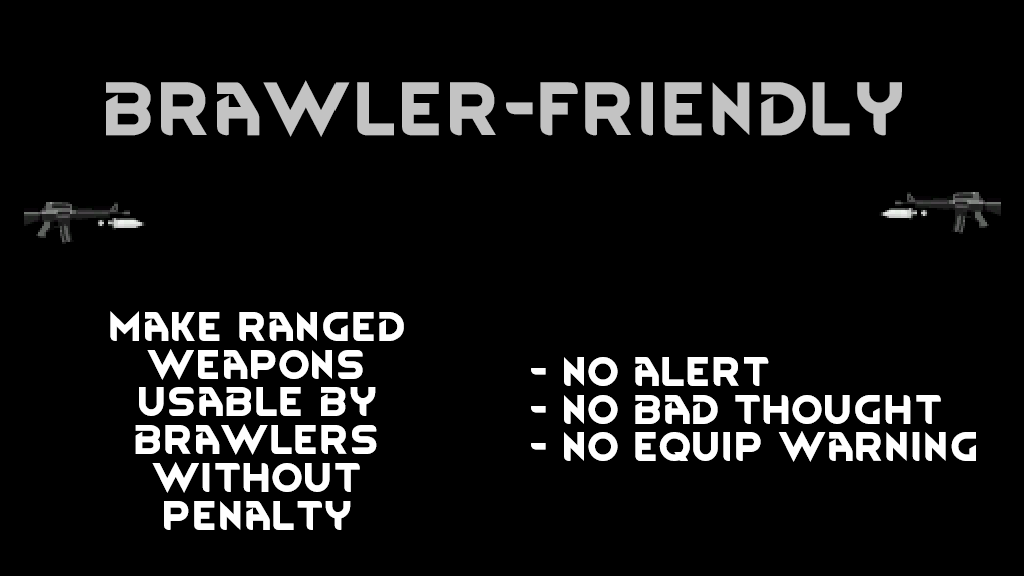 BRAWLER-FRIENDLY
MAKE RANGED
WEAPONS
USABLE BY
BRAWLERS
WITHOUT
PENALTY
- NO ALERT
- NO BAD THOUGHT
- NO EQUIP WARNING